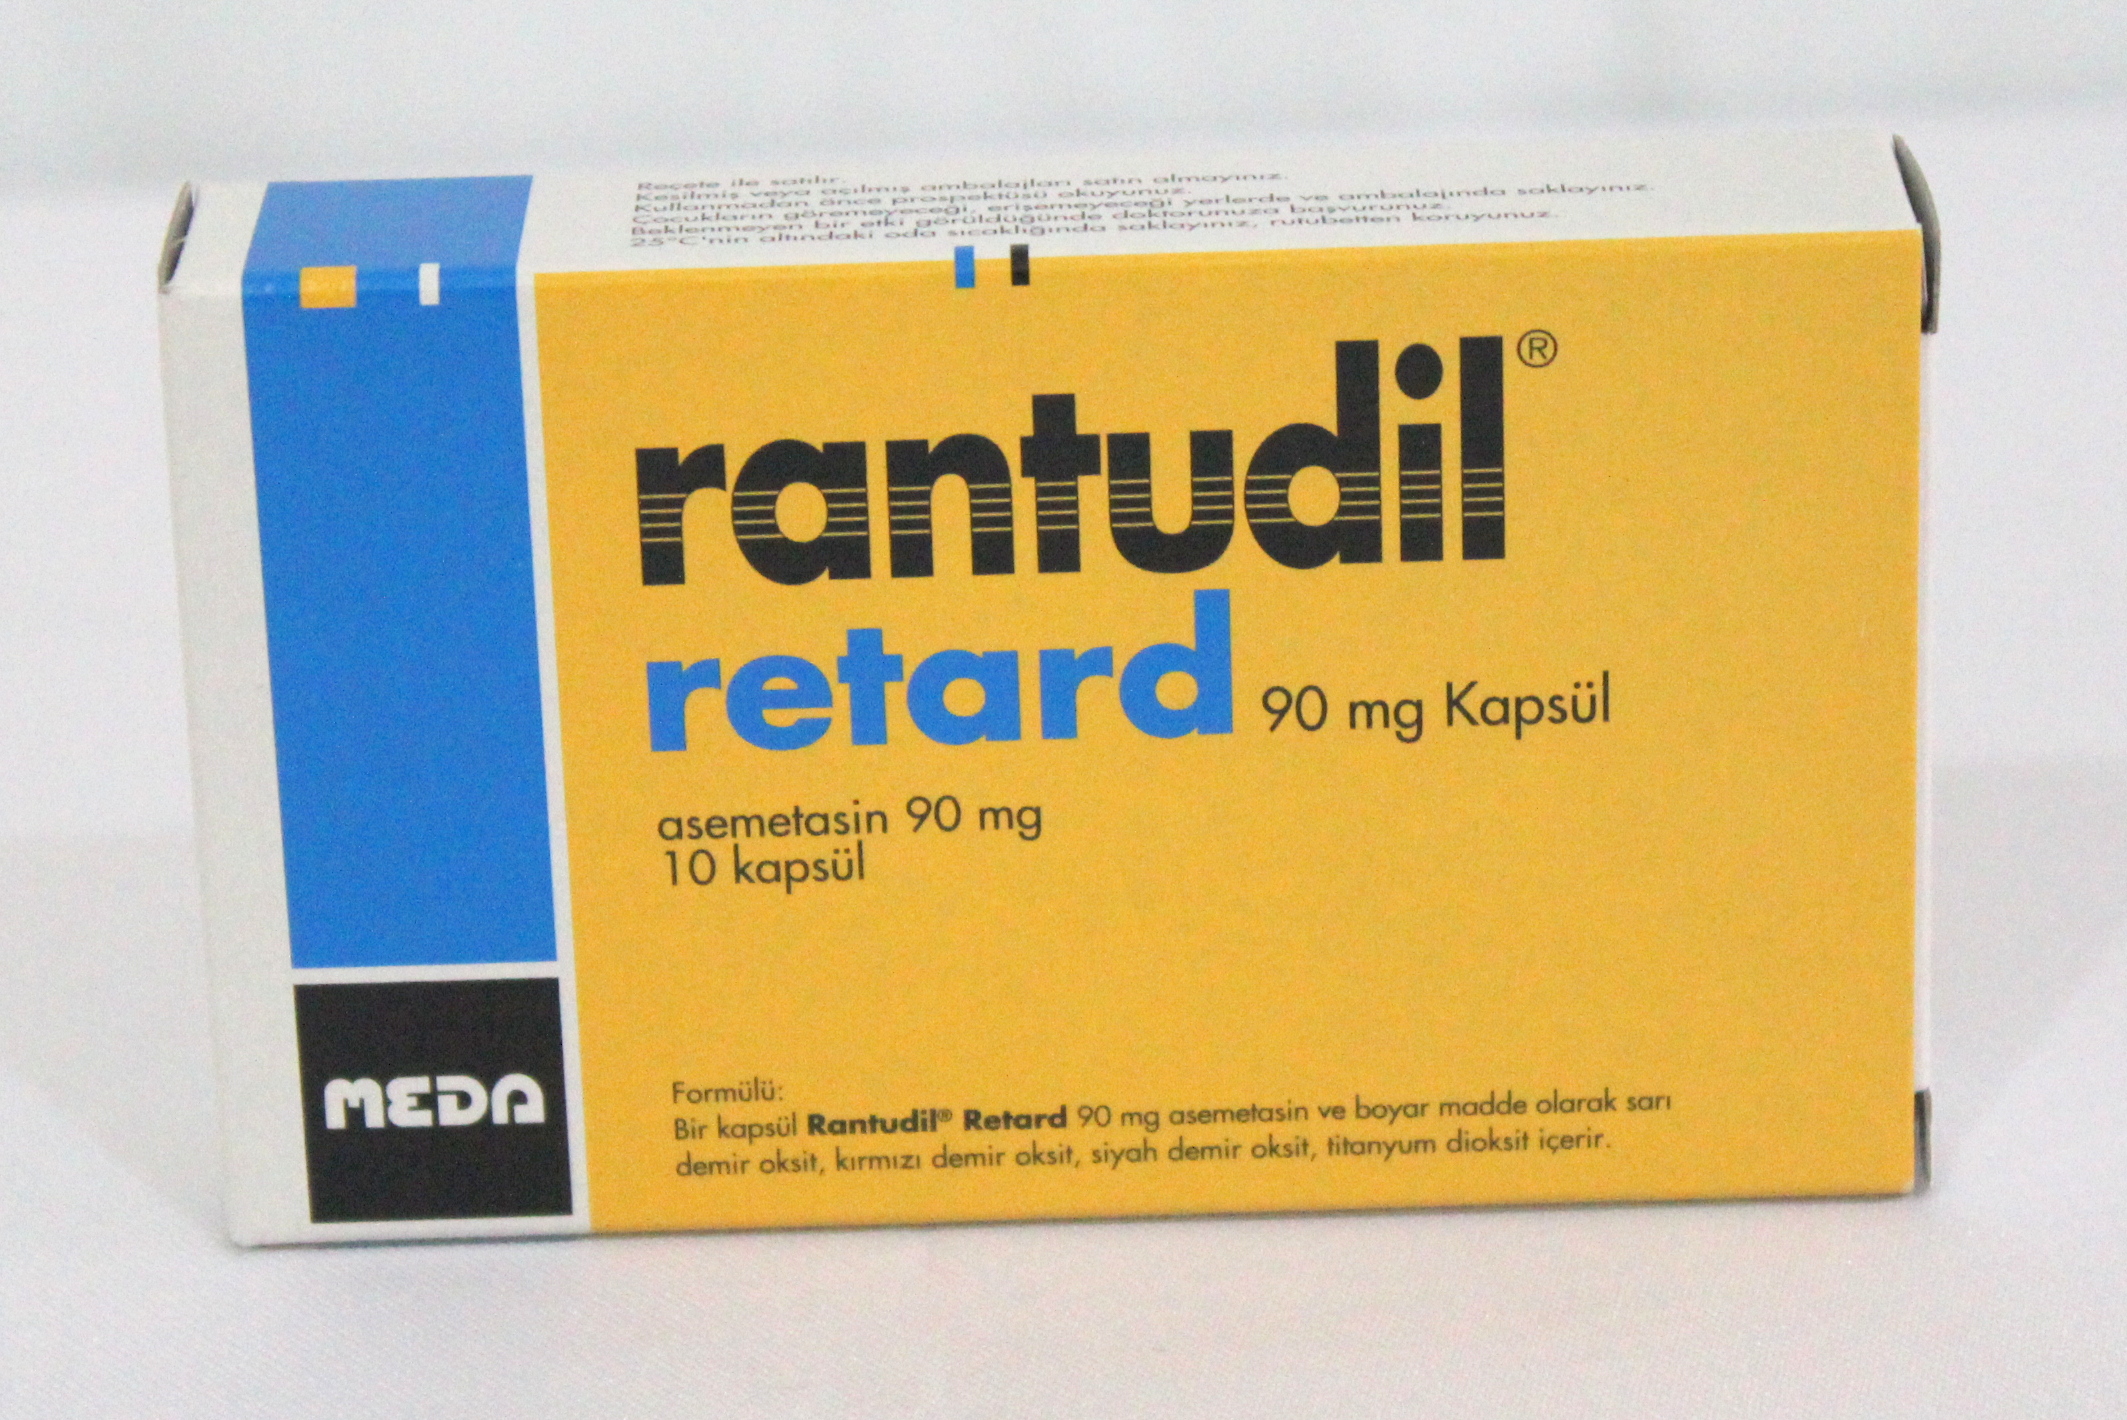 Reçete ile satılır.
Kesilmiş veya açılmış ambalajları satın almayınız.
Kullanmadan önce prospektüsü okuyunuz.
Çocukların göremeyeceği, erişemeyeceği yerlerde ve ambalajında saklayınız.
Beklenmeyen bir etki görüldüğünde doktorunuza başvurunuz.
25°C'nin altındaki oda sıcaklığında saklayınız, rutubetten koruyunuz.
rantudil®
retard 90 mg Kapsül
asemetasin 90 mg
10 kapsül
MEDA
Formülü:
Bir kapsül Rantudil® Retard 90 mg asemetasin ve boyar madde olarak sarı
demir oksit, kırmızı demir oksit, siyah demir oksit, titanyum dioksit içerir.